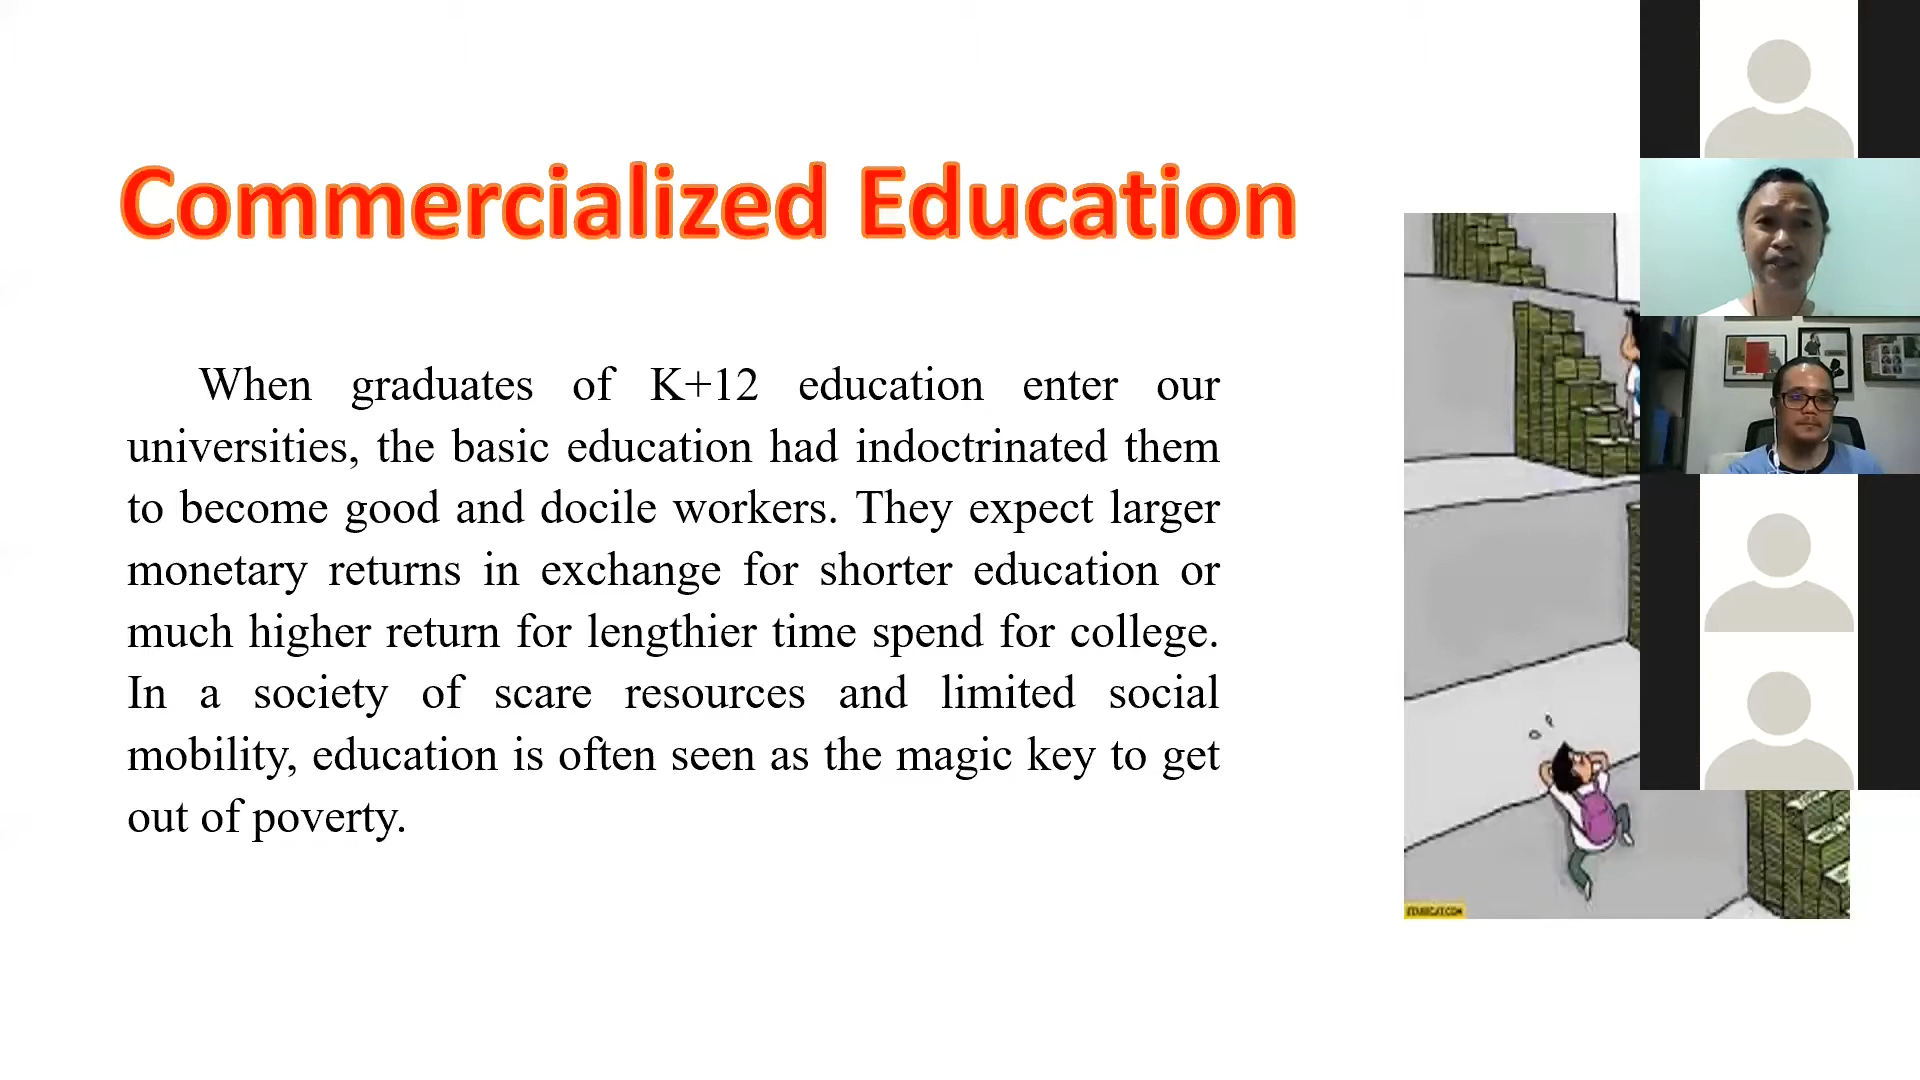 Commercialized Education
When graduates of K+12 education enter our
universities, the basic education had indoctrinated them
to become good and docile workers. They expect larger
monetary returns in exchange for shorter education or
much higher return for lengthier time spend for college.
In a society of scare resources and limited social
mobility, education is often seen as the magic key to get
out of poverty.